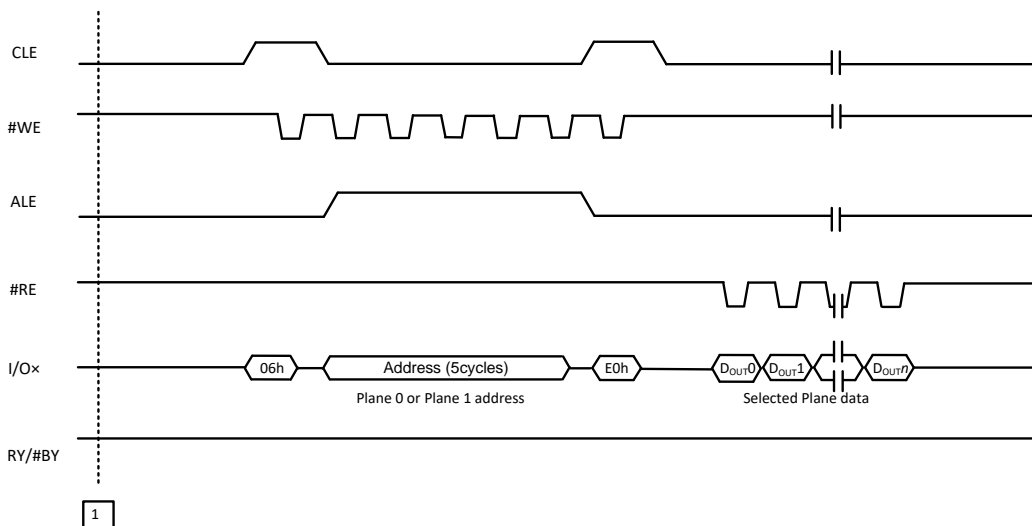 CLE
#WE
ALE
#RE
I/O×
06h
Address (5cycles)
E0h
DOUT0
DOUT1
DOUTn
Plane 0 or Plane 1 address
Selected Plane data
RY/#BY
1